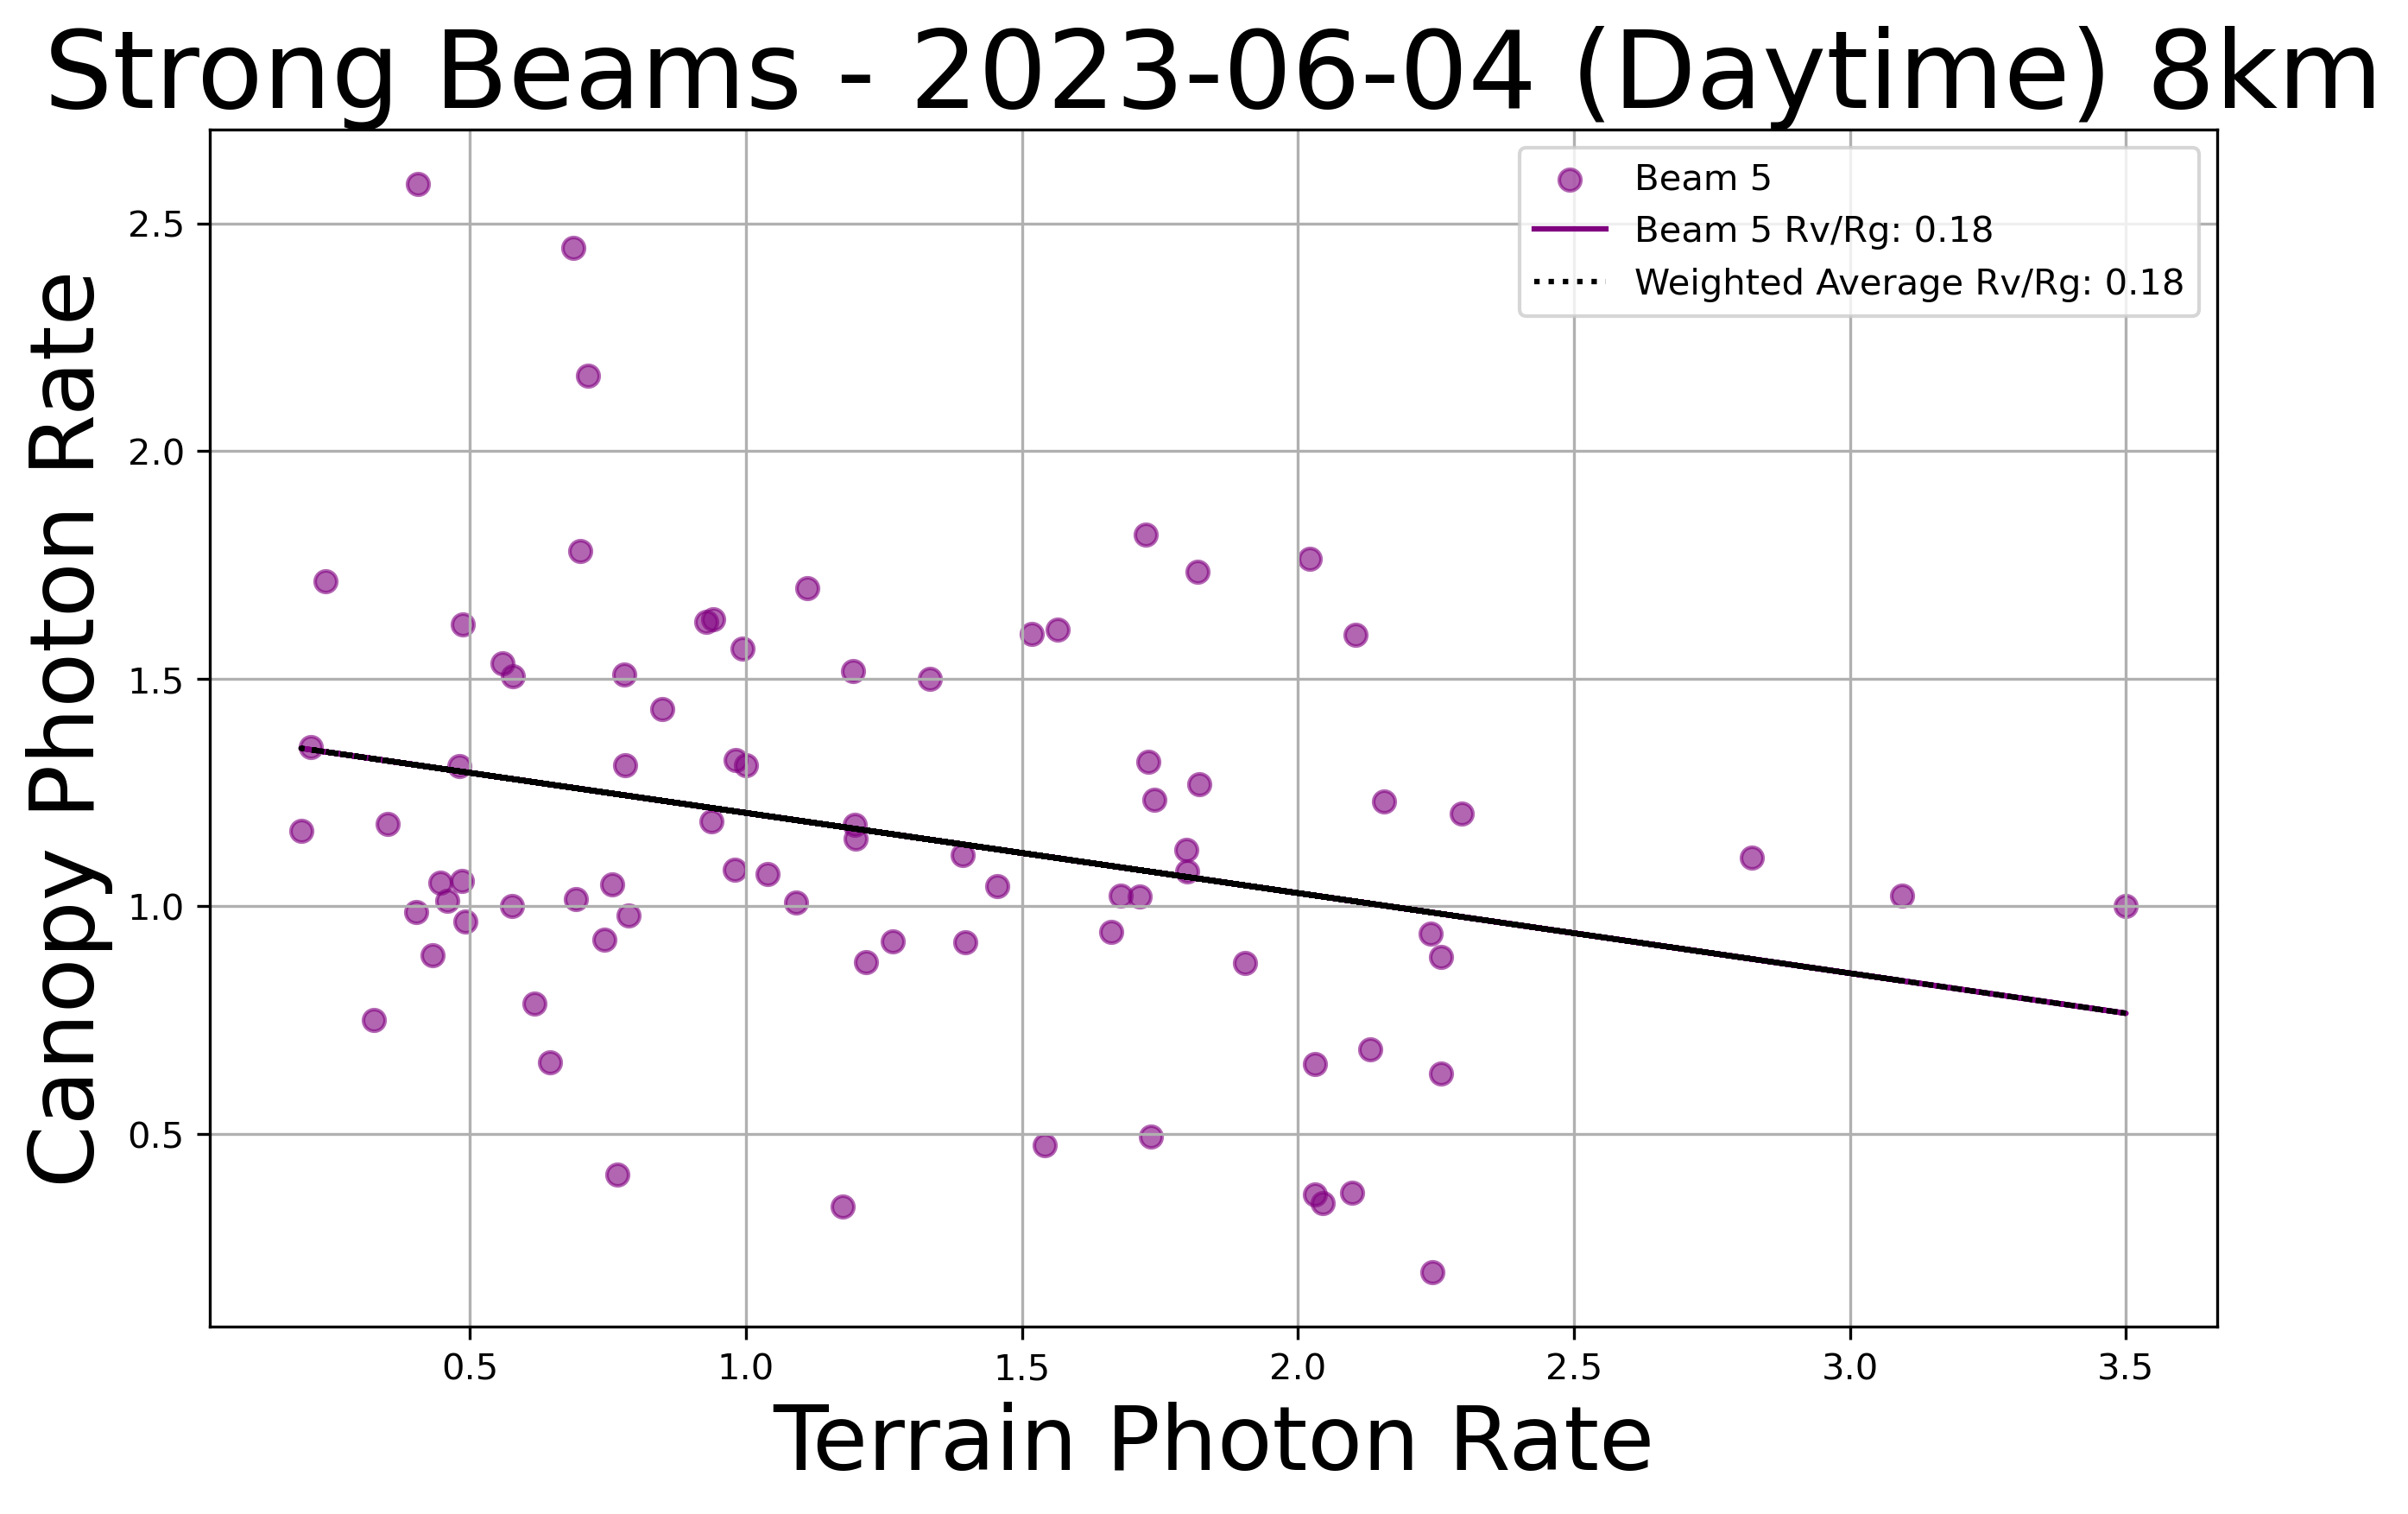 Strong Beams - 2023-06-04 (Daytime) 8km
Beam 5
Beam 5 Rv/Rg: 0.18
Weighted Average Rv/Rg: 0.18
Canopy Photon Rate
2.5
2.0
1.5
1.0
0.5
0.5 1.0 1.5 2.0 2.5 3.0 3.5
Terrain Photon Rate